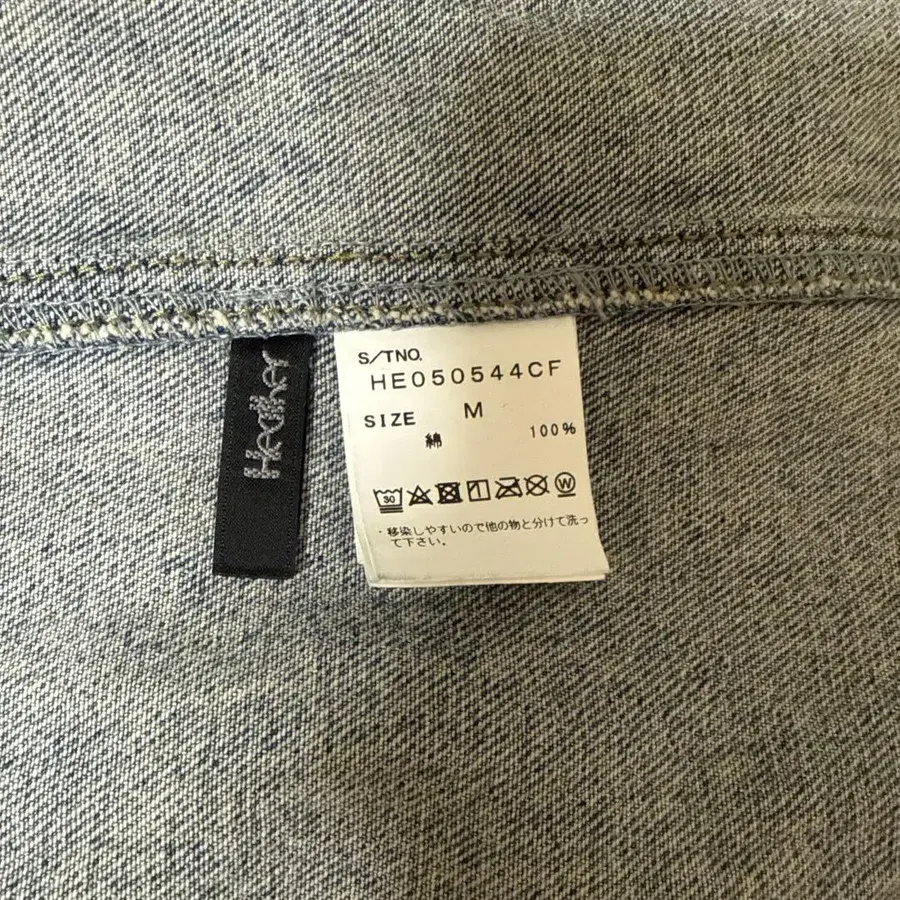 Heather
S/TNO.
HE050544CF
SIZE M
綿 100%
30 W
・移染しやすいので他の物と分けて洗っ
て下さい。